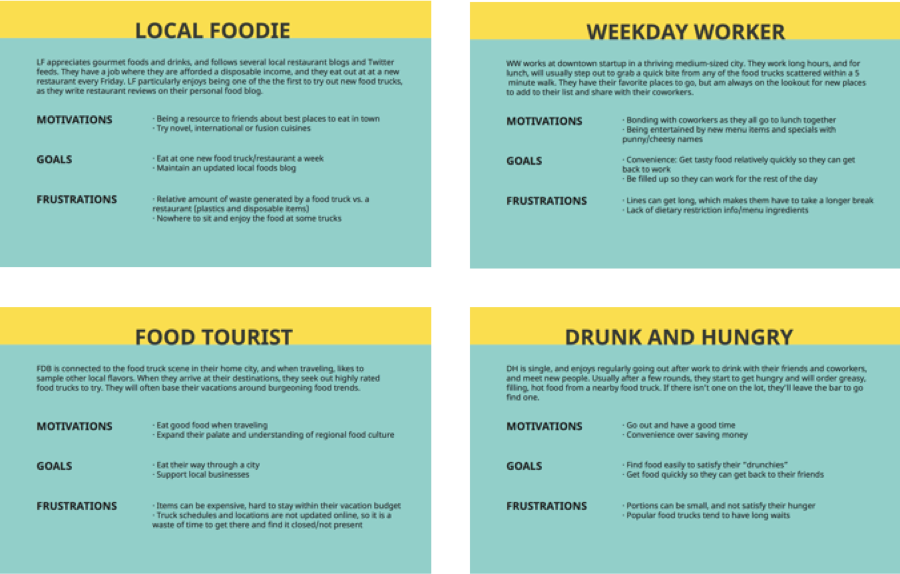 LOCAL FOODIE
LF appreciates gourmet foods and drinks, and follows several local restaurant blogs and Twitter
feeds. They have a job where they are afforded a disposable income, and they eat out at at a new
restaurant every Friday. LF particularly enjoys being one of the the first to try out new food trucks,
as they write restaurant reviews on their personal food blog.
MOTIVATIONS
· Being a resource to friends about best places to eat in town
· Try novel, international or fusion cuisines
GOALS
· Eat at one new food truck/restaurant a week
· Maintain an updated local foods blog
FRUSTRATIONS
· Relative amount of waste generated by a food truck vs. a
restaurant (plastics and disposable items)
· Nowhere to sit and enjoy the food at some trucks
WEEKDAY WORKER
WW works at downtown startup in a thriving medium-sized city. They work long hours, and for
lunch, will usually step out to grab a quick bite from any of the food trucks scattered within a 5
minute walk. They have their favorite places to go, but am always on the lookout for new places
to add to their list and share with their coworkers.
MOTIVATIONS
· Bonding with coworkers as they all go to lunch together
· Being entertained by new menu items and specials with
punny/cheesy names
GOALS
· Convenience: Get tasty food relatively quickly so they can get
back to work
· Be filled up so they can work for the rest of the day
FRUSTRATIONS
· Lines can get long, which makes them have to take a longer break
· Lack of dietary restriction info/menu ingredients
FOOD TOURIST
FDB is connected to the food truck scene in their home city, and when traveling, likes to
sample other local flavors. When they arrive at their destinations, they seek out highly rated
food trucks to try. They will often base their vacations around burgeoning food trends.
MOTIVATIONS
· Eat good food when traveling
· Expand their palate and understanding of regional food culture
GOALS
· Eat their way through a city
· Support local businesses
FRUSTRATIONS
· Items can be expensive, hard to stay within their vacation budget
· Truck schedules and locations are not updated online, so it is a
waste of time to get there and find it closed/not present
DRUNK AND HUNGRY
DH is single, and enjoys regularly going out after work to drink with their friends and coworkers,
and meet new people. Usually after a few rounds, they start to get hungry and will order greasy,
filling, hot food from a nearby food truck. If there isn't one on the lot, they'll leave the bar to go
find one.
MOTIVATIONS
· Go out and have a good time
· Convenience over saving money
GOALS
· Find food easily to satisfy their "drunchies"
· Get food quickly so they can get back to their friends
FRUSTRATIONS
· Portions can be small, and not satisfy their hunger
· Popular food trucks tend to have long waits